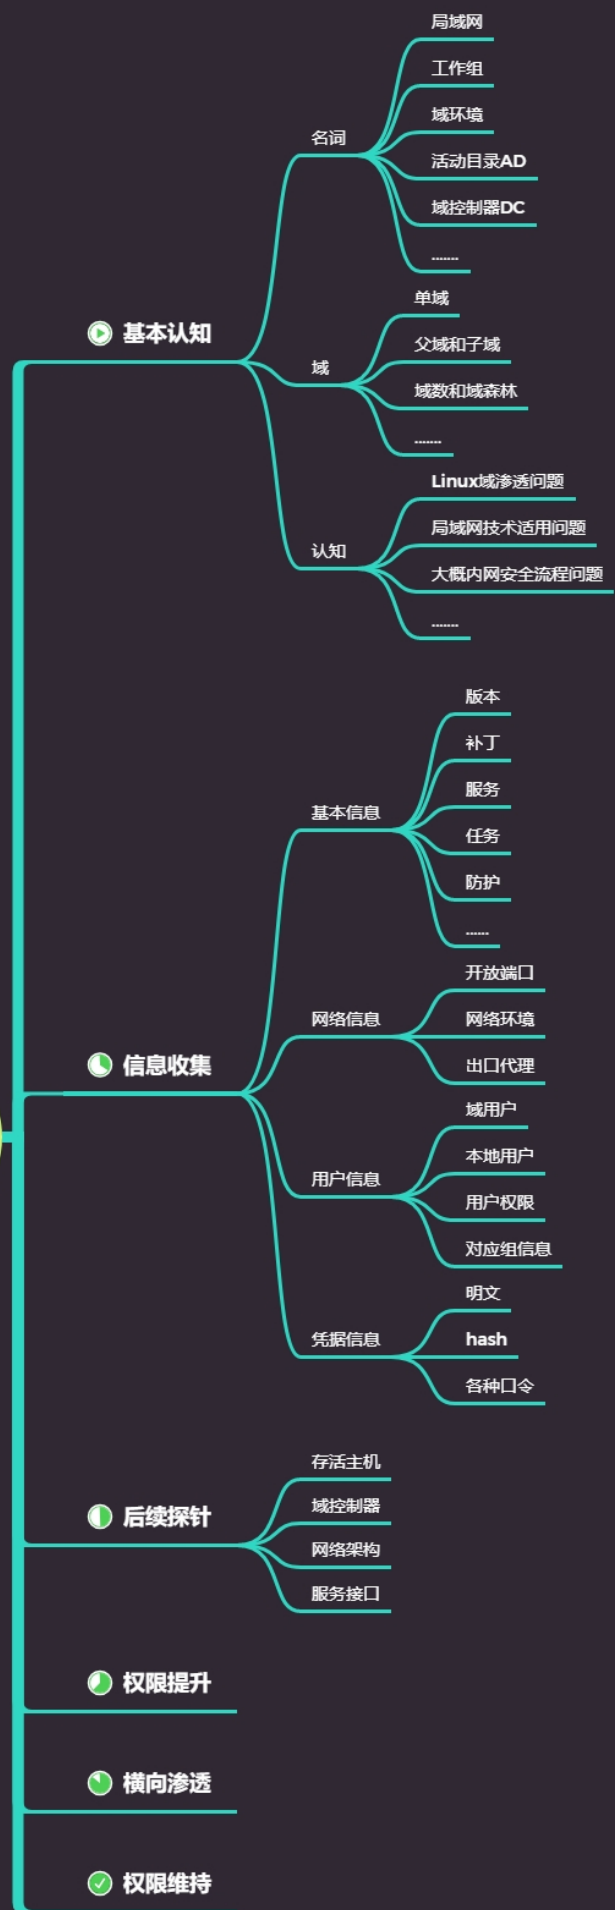 基本认知
名词
局域网
工作组
域环境
活动目录AD
域控制器DC
.......
域
单域
父域和子域
域数和域森林
.......
认知
Linux域渗透问题
局域网技术适用问题
大概内网安全流程问题
.......
信息收集
基本信息
版本
补丁
服务
任务
防护
......
网络信息
开放端口
网络环境
出口代理
用户信息
域用户
本地用户
用户权限
对应组信息
凭据信息
明文
hash
各种口令
后续探针
存活主机
域控制器
网络架构
服务接口
权限提升
横向渗透
权限维持